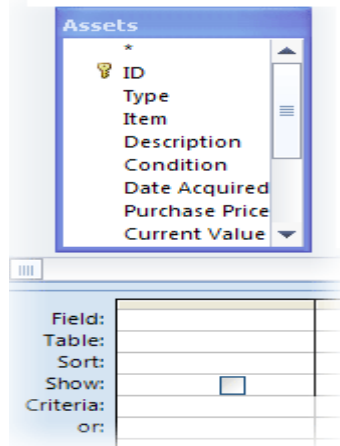 Assets
*
ID
Type
Item
Description
Condition
Date Acquired
Purchase Price
Current Value
Field:
Table:
Sort:
Show:
Criteria:
or: